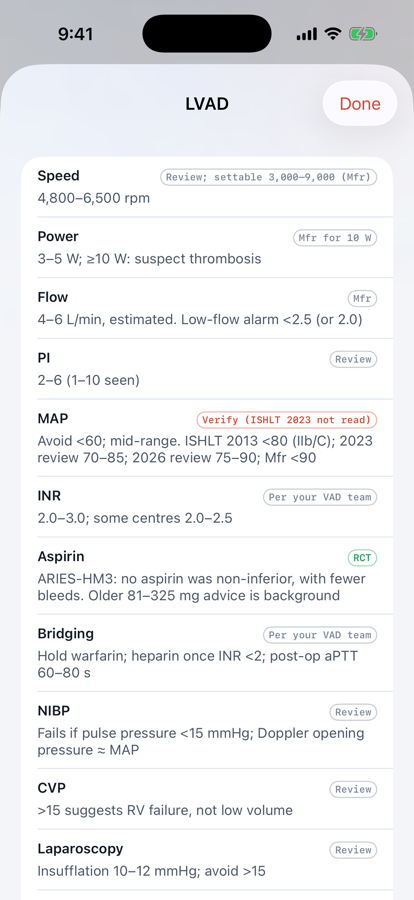 9:41
LVAD
Done
Speed
Review; settable 3,000–9,000 (Mfr)
4,800–6,500 rpm
Power
Mfr for 10 W
3–5 W; ≥10 W: suspect thrombosis
Flow
Mfr
4–6 L/min, estimated. Low-flow alarm <2.5 (or 2.0)
PI
Review
2–6 (1–10 seen)
MAP
Verify (ISHLT 2023 not read)
Avoid <60; mid-range. ISHLT 2013 <80 (IIb/C); 2023
review 70–85; 2026 review 75–90; Mfr <90
INR
Per your VAD team
2.0–3.0; some centres 2.0–2.5
Aspirin
RCT
ARIES-HM3: no aspirin was non-inferior, with fewer
bleeds. Older 81–325 mg advice is background
Bridging
Per your VAD team
Hold warfarin; heparin once INR <2; post-op aPTT
60–80 s
NIBP
Review
Fails if pulse pressure <15 mmHg; Doppler opening
pressure ≈ MAP
CVP
Review
>15 suggests RV failure, not low volume
Laparoscopy
Review
Insufflation 10–12 mmHg; avoid >15